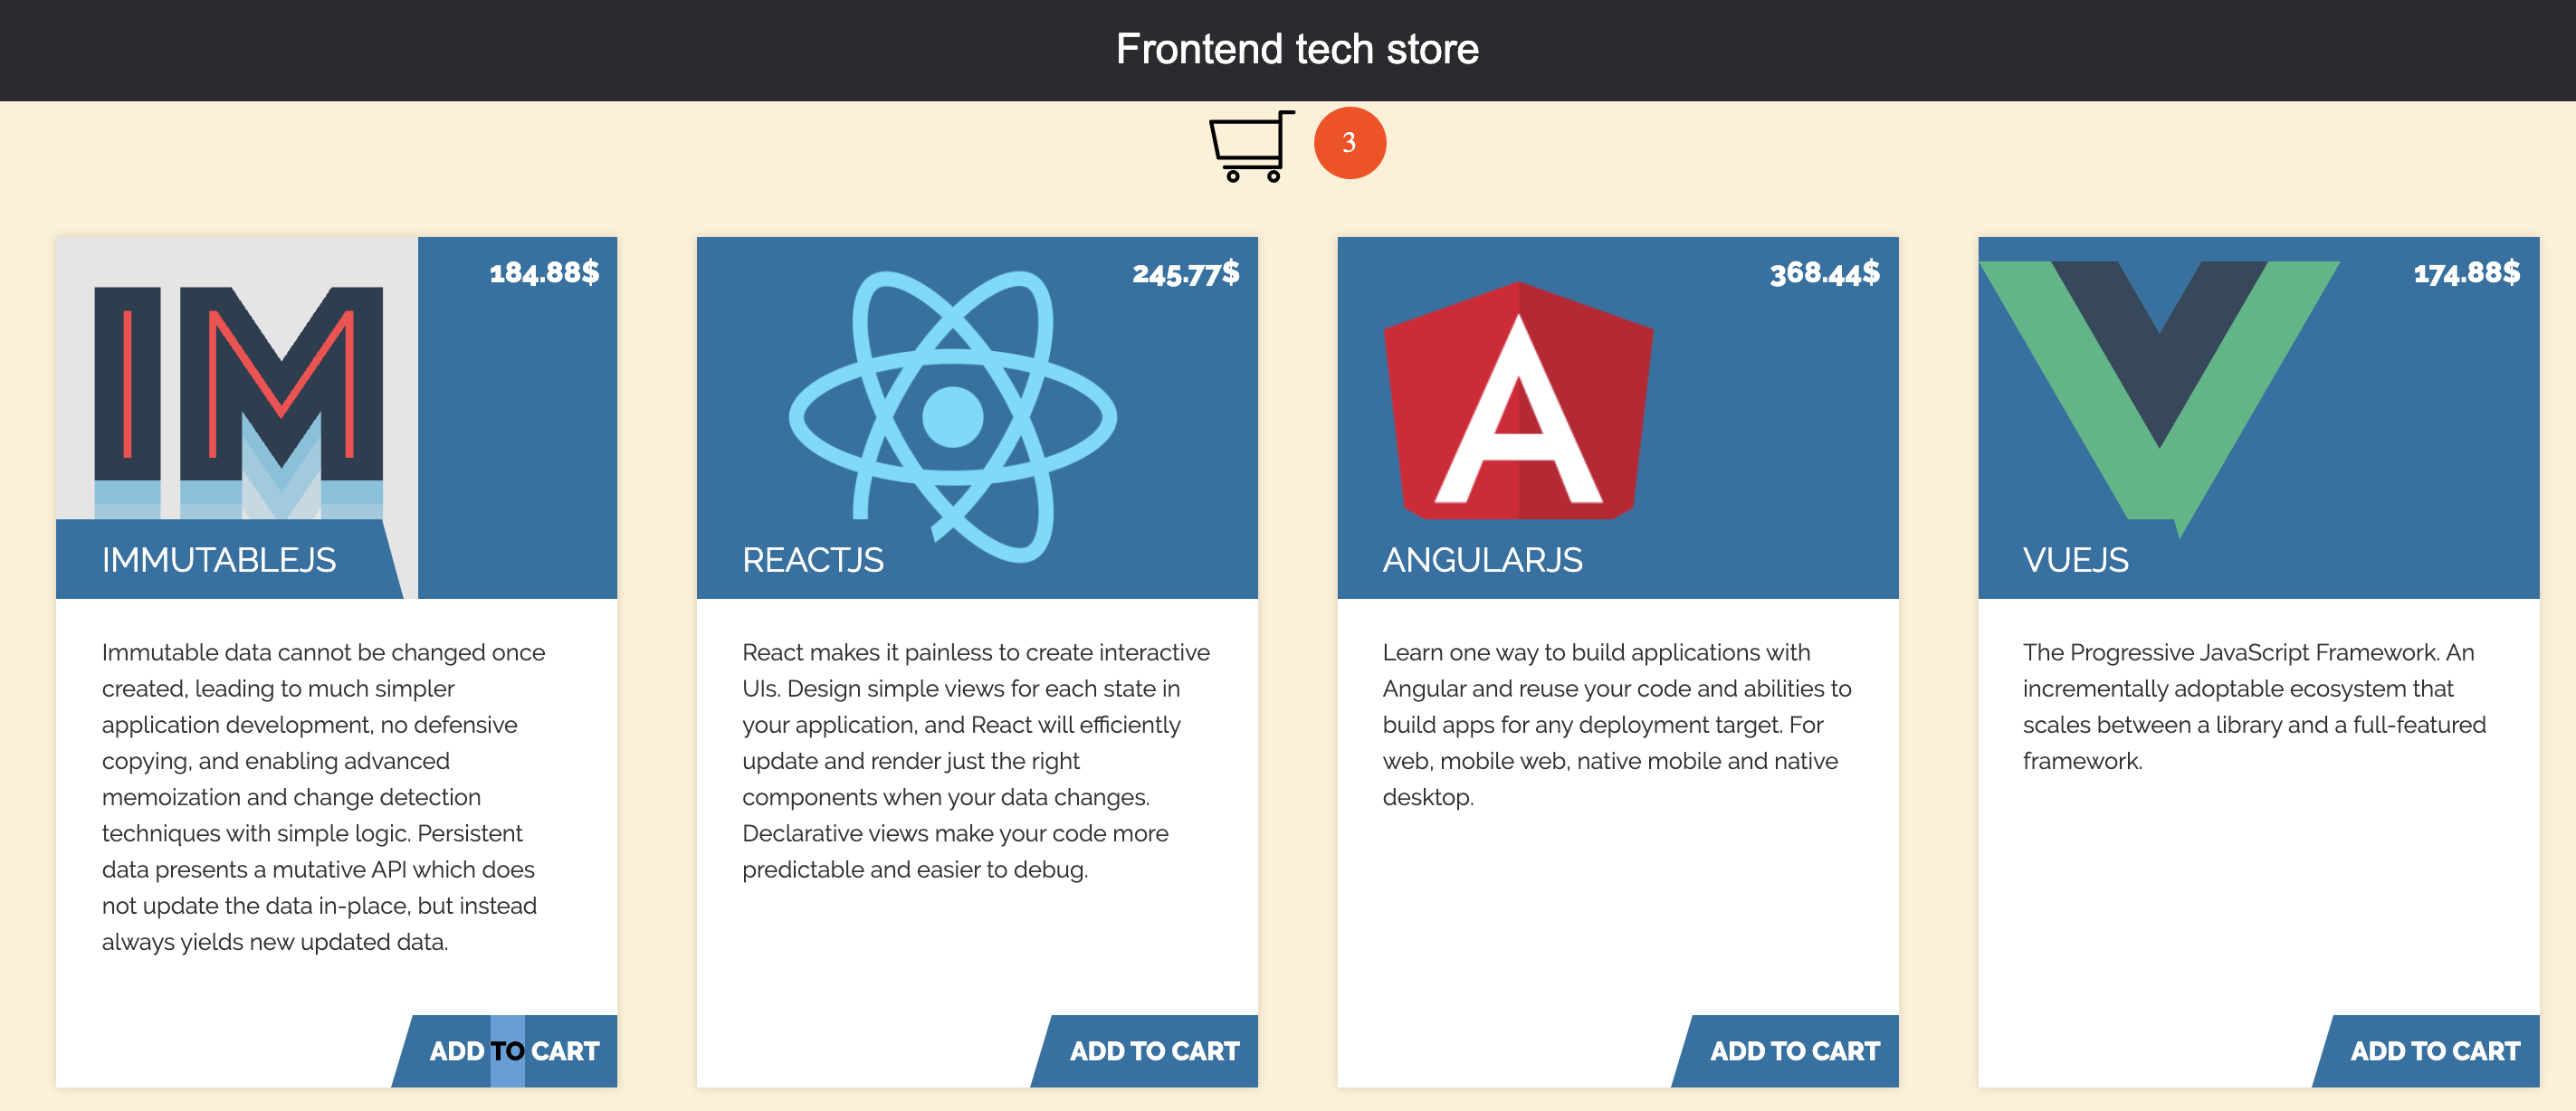 Frontend tech store
3
184.88$
IM
IMMUTABLEJS
Immutable data cannot be changed once
created, leading to much simpler
application development, no defensive
copying, and enabling advanced
memoization and change detection
techniques with simple logic. Persistent
data presents a mutative API which does
not update the data in-place, but instead
always yields new updated data.
ADD TO CART
245.77$
REACTJS
React makes it painless to create interactive
UIs. Design simple views for each state in
your application, and React will efficiently
update and render just the right
components when your data changes.
Declarative views make your code more
predictable and easier to debug.
ADD TO CART
368.44$
A
ANGULARJS
Learn one way to build applications with
Angular and reuse your code and abilities to
build apps for any deployment target. For
web, mobile web, native mobile and native
desktop.
ADD TO CART
174.88$
VUEJS
The Progressive JavaScript Framework. An
incrementally adoptable ecosystem that
scales between a library and a full-featured
framework.
ADD TO CART